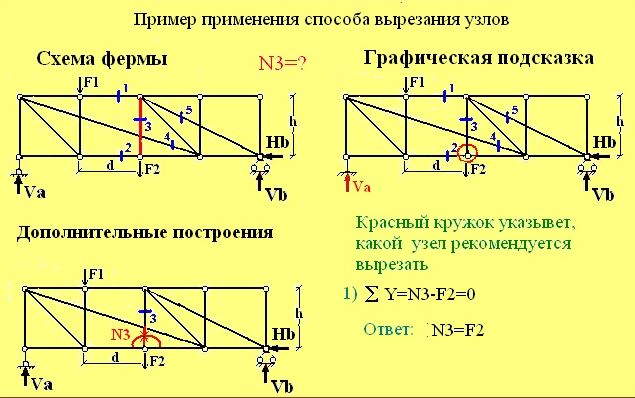 Пример применения способа вырезания узлов
Схема фермы
N3=?
Графическая подсказка
F1
1
5
3
4
2
h
Hb
d
F2
Va
Vb
F1
1
5
3
4
2
h
Hb
d
F2
Va
Vb
Дополнительные построения
F1
3
N3
h
Hb
d
F2
Va
Vb
Красный кружок указывет,
какой узел рекомендуется
вырезать
1) ∑ Y=N3-F2=0
Ответ: N3=F2